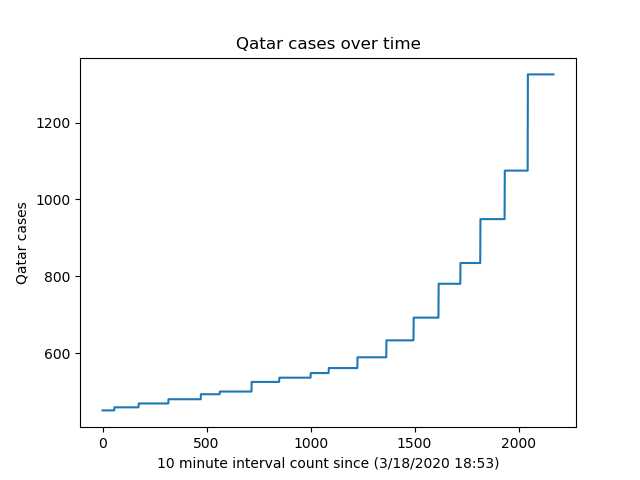 Qatar cases over time
1200
1000
800
600
Qatar cases
0 500 1000 1500 2000
10 minute interval count since (3/18/2020 18:53)